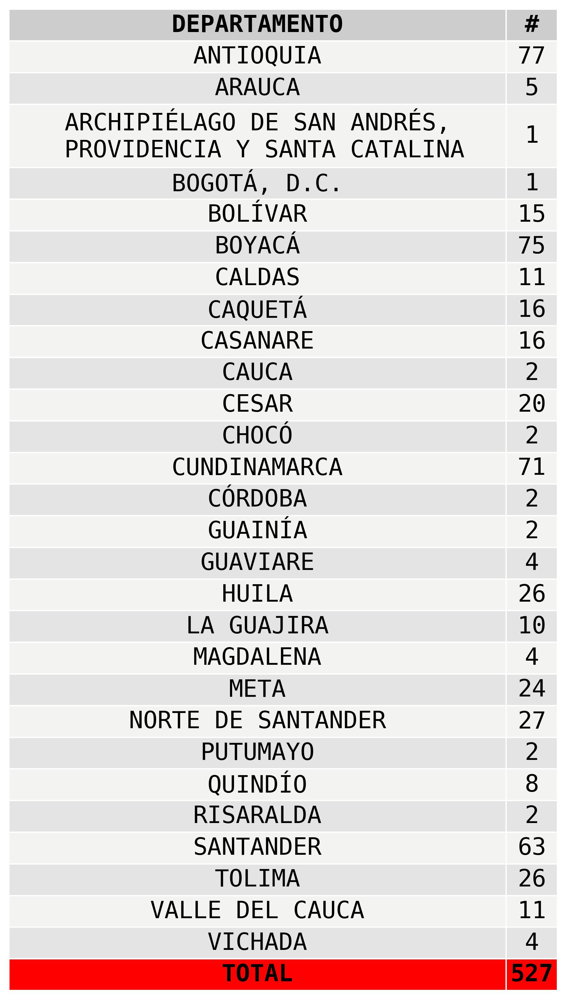 DEPARTAMENTO #
ANTIOQUIA 77
ARAUCA 5
ARCHIPIÉLAGO DE SAN ANDRÉS,
PROVIDENCIA Y SANTA CATALINA 1
BOGOTÁ, D.C. 1
BOLÍVAR 15
BOYACÁ 75
CALDAS 11
CAQUETÁ 16
CASANARE 16
CAUCA 2
CESAR 20
CHOCÓ 2
CUNDINAMARCA 71
CÓRDOBA 2
GUAINÍA 2
GUAVIARE 4
HUILA 26
LA GUAJIRA 10
MAGDALENA 4
META 24
NORTE DE SANTANDER 27
PUTUMAYO 2
QUINDÍO 8
RISARALDA 2
SANTANDER 63
TOLIMA 26
VALLE DEL CAUCA 11
VICHADA 4
TOTAL 527